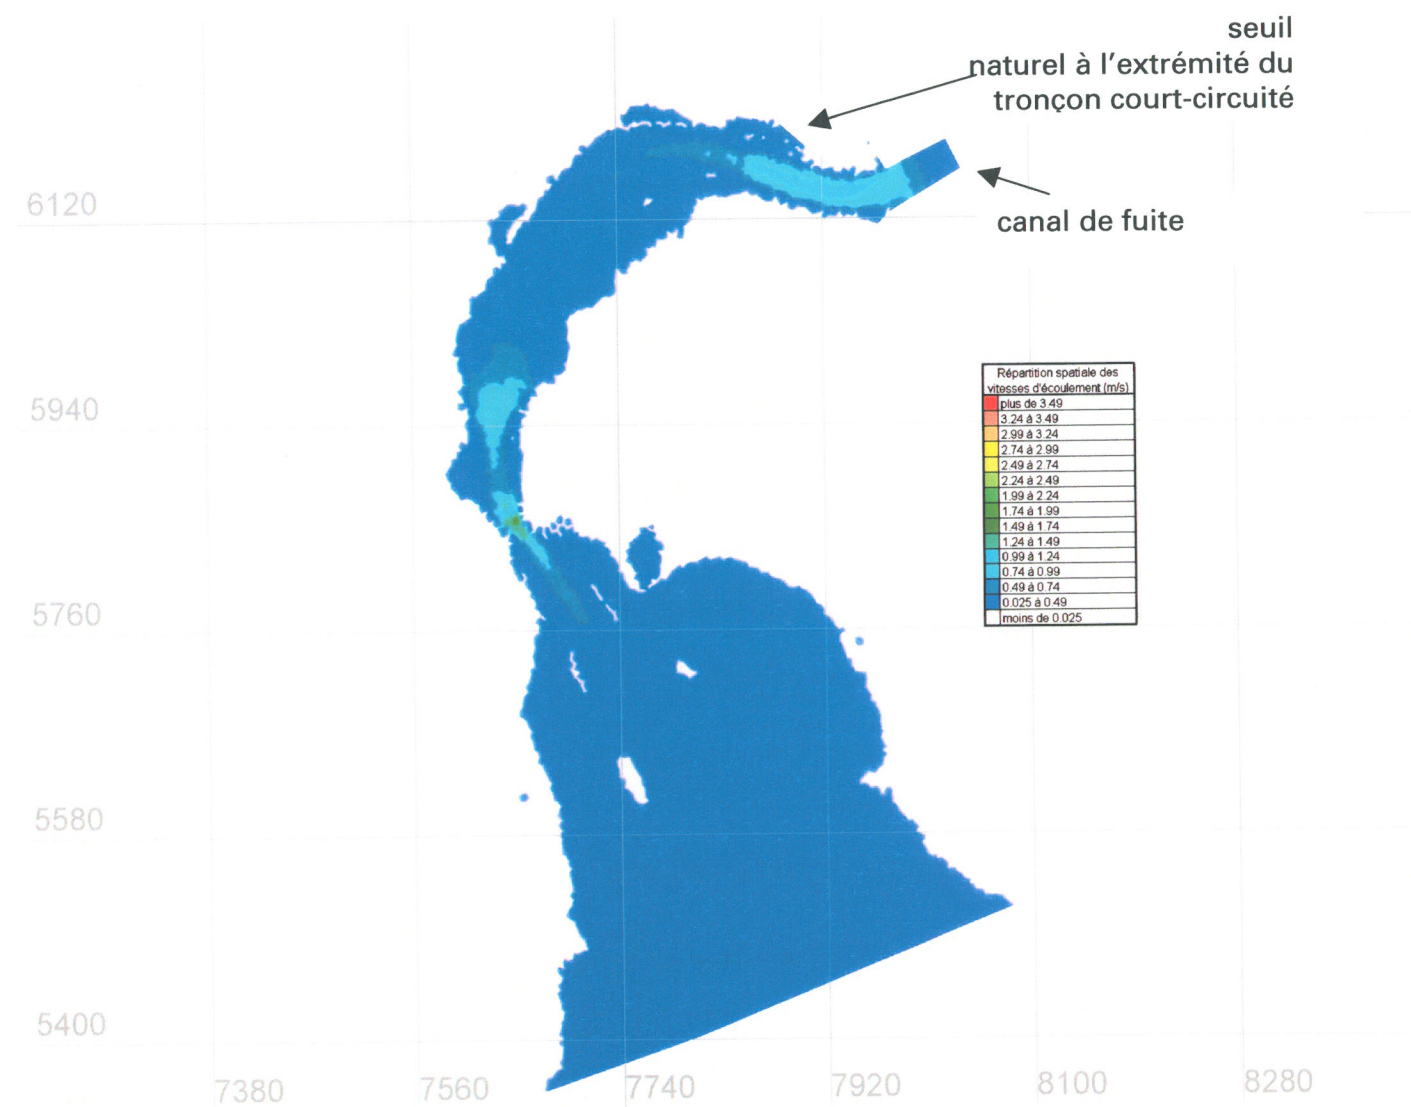 seuil
naturel à l'extrémité du
tronçon court-circuité
canal de fuite
6120
5940
5760
5580
5400
7380
7560
7740
7920
8100
8280
Répartition spatiale des
vitesses d'écoulement (m/s)
plus de 3.49
3.24 à 3.49
2.99 à 3.24
2.74 à 2.99
2.49 à 2.74
2.24 à 2.49
1.99 à 2.24
1.74 à 1.99
1.49 à 1.74
1.24 à 1.49
0.99 à 1.24
0.74 à 0.99
0.49 à 0.74
0.025 à 0.49
moins de 0.025